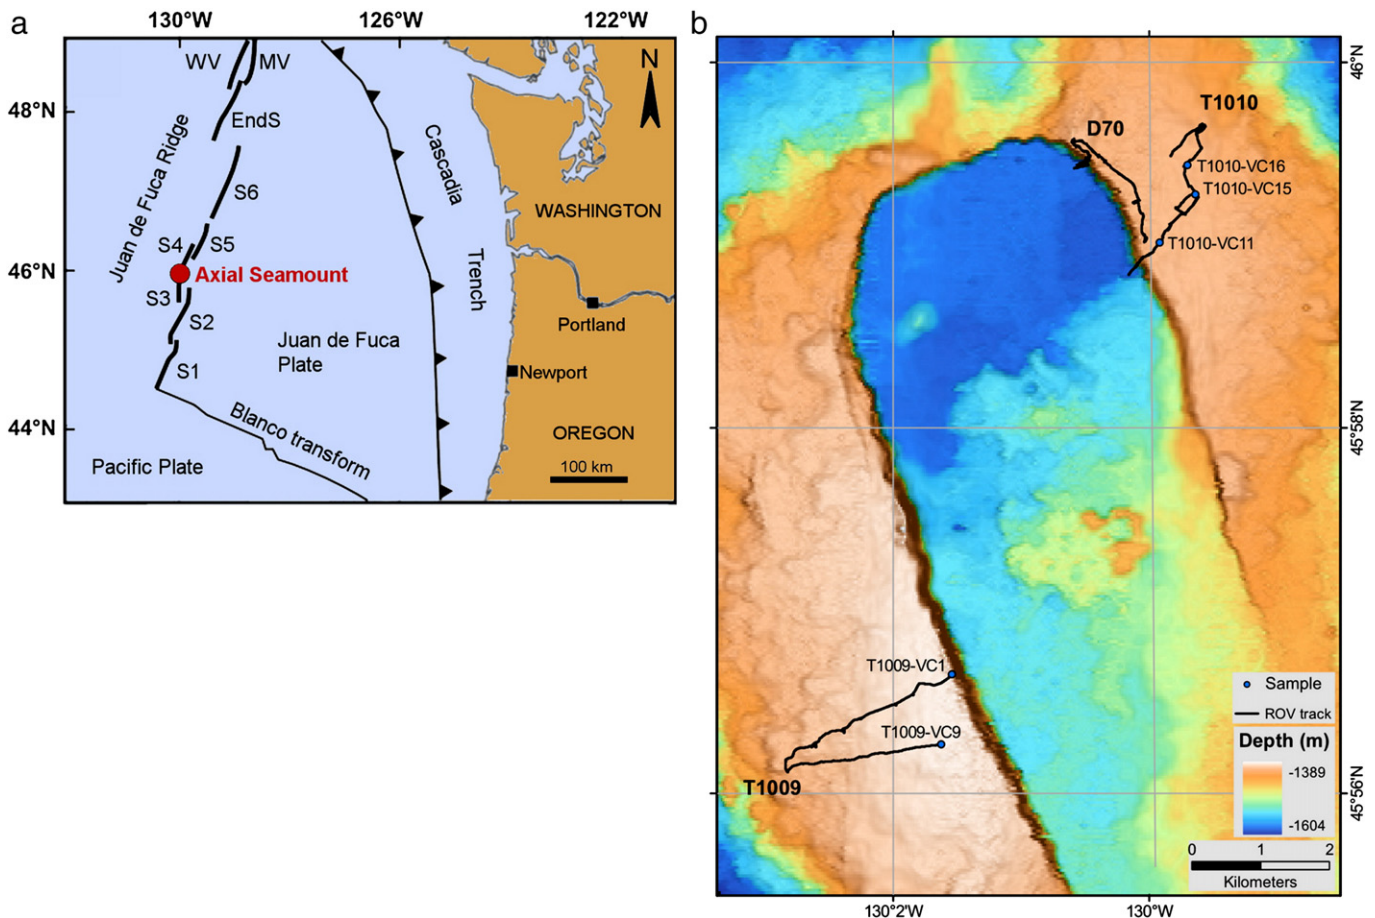 a
130°W
126°W
122°W
WV
MV
N
48°N
EndS
Juan de Fuca Ridge
Cascadia
Trench
S6
WASHINGTON
S4
S5
46°N
Axial Seamount
S3
S2
Portland
Juan de Fuca
Plate
S1
Newport
44°N
Blanco transform
OREGON
Pacific Plate
100 km
b
46°N
T1010
D70
T1010-VC16
T1010-VC15
T1010-VC11
45°58'N
T1009-VC1
T1009-VC9
T1009
Sample
ROV track
Depth (m)
-1389
-1604
45°56'N
0 1 2
Kilometers
130°2'W
130°W